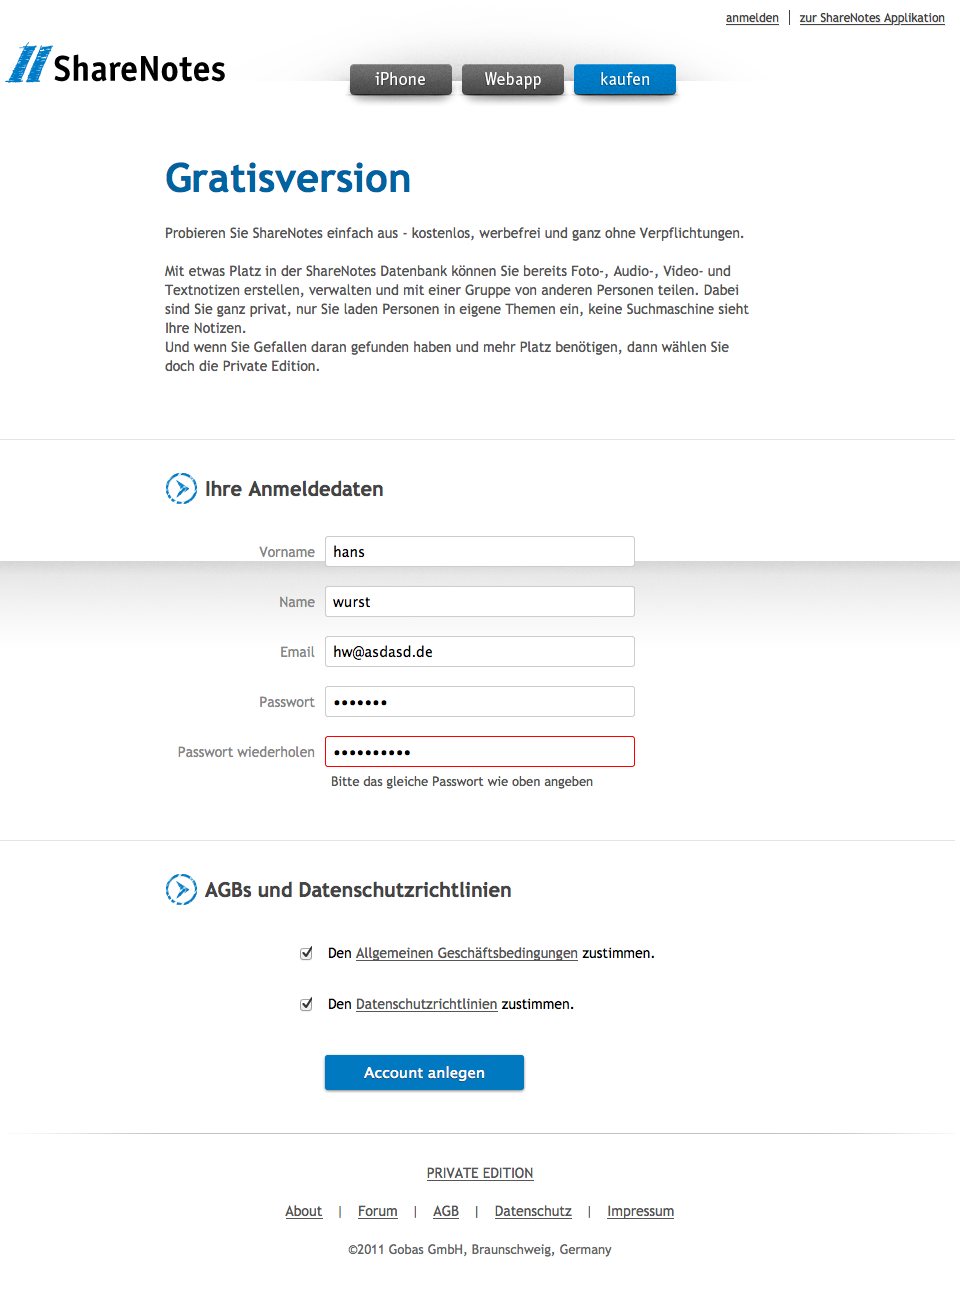 anmelden | zur ShareNotes Applikation
ShareNotes
iPhone Webapp kaufen
Gratisversion
Probieren Sie ShareNotes einfach aus - kostenlos, werbefrei und ganz ohne Verpflichtungen.
Mit etwas Platz in der ShareNotes Datenbank können Sie bereits Foto-, Audio-, Video- und
Textnotizen erstellen, verwalten und mit einer Gruppe von anderen Personen teilen. Dabei
sind Sie ganz privat, nur Sie laden Personen in eigene Themen ein, keine Suchmaschine sieht
Ihre Notizen.
Und wenn Sie Gefallen daran gefunden haben und mehr Platz benötigen, dann wählen Sie
doch die Private Edition.
Ihre Anmeldedaten
Vorname hans
Name wurst
Email hw@asdasd.de
Passwort •••••••
Passwort wiederholen ••••••••••
Bitte das gleiche Passwort wie oben angeben
AGBs und Datenschutzrichtlinien
Den Allgemeinen Geschäftsbedingungen zustimmen.
Den Datenschutzrichtlinien zustimmen.
Account anlegen
PRIVATE EDITION
About | Forum | AGB | Datenschutz | Impressum
©2011 Gobas GmbH, Braunschweig, Germany